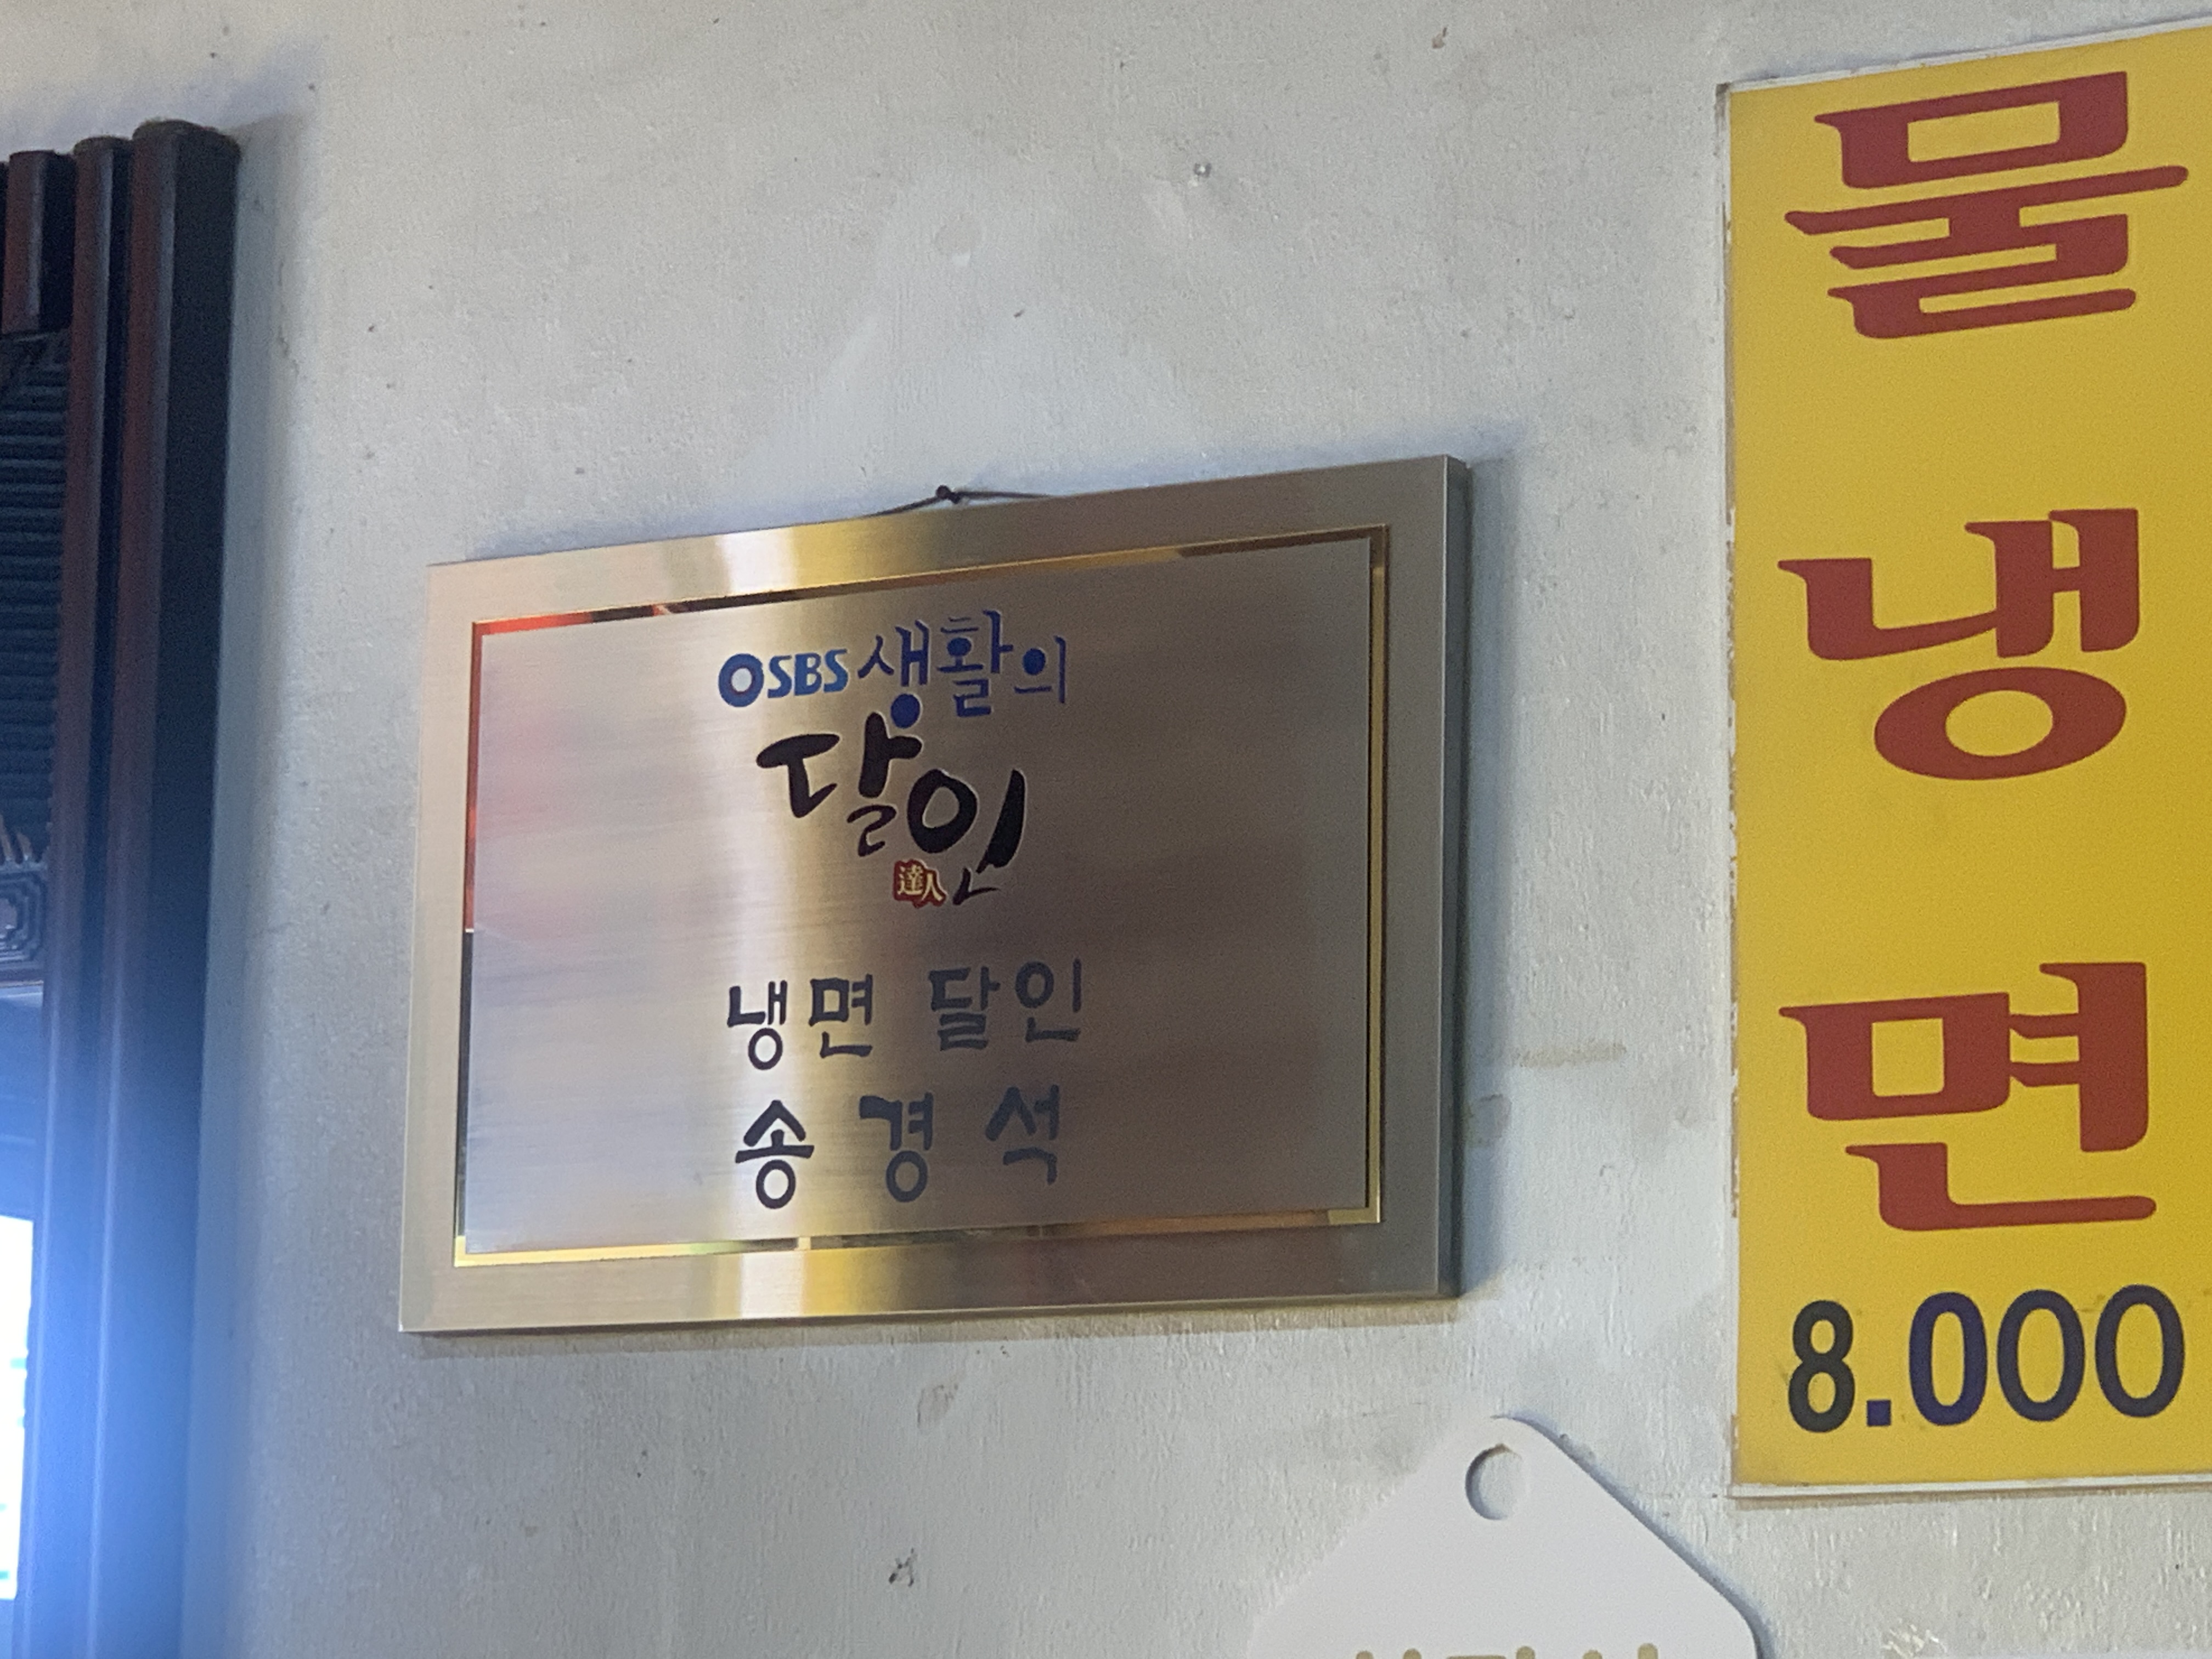 SBS 생활의
달인
達人
냉면 달인
송경석
물
냉
면
8.000